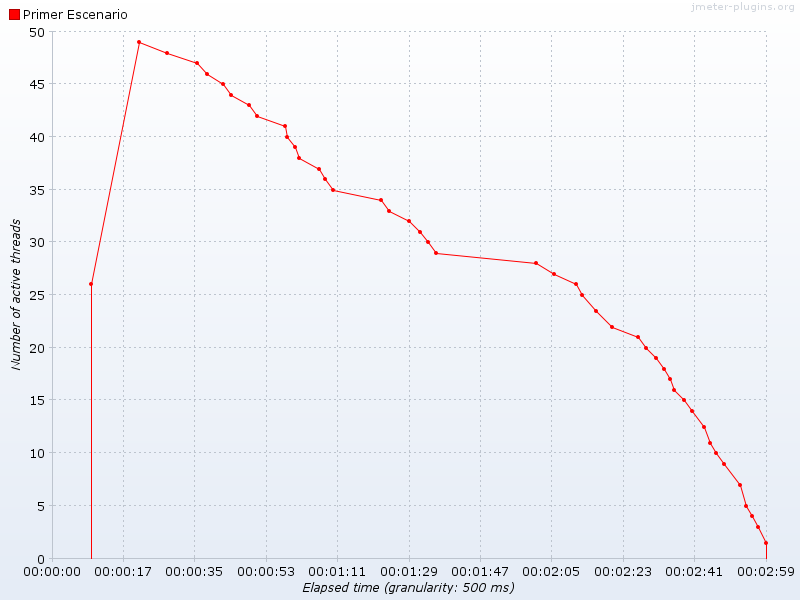 jmeter-plugins.org
Primer Escenario
50
45
40
35
30
25
20
15
10
5
0
Number of active threads
00:00:00 00:00:17 00:00:35 00:00:53 00:01:11 00:01:29 00:01:47 00:02:05 00:02:23 00:02:41 00:02:59
Elapsed time (granularity: 500 ms)